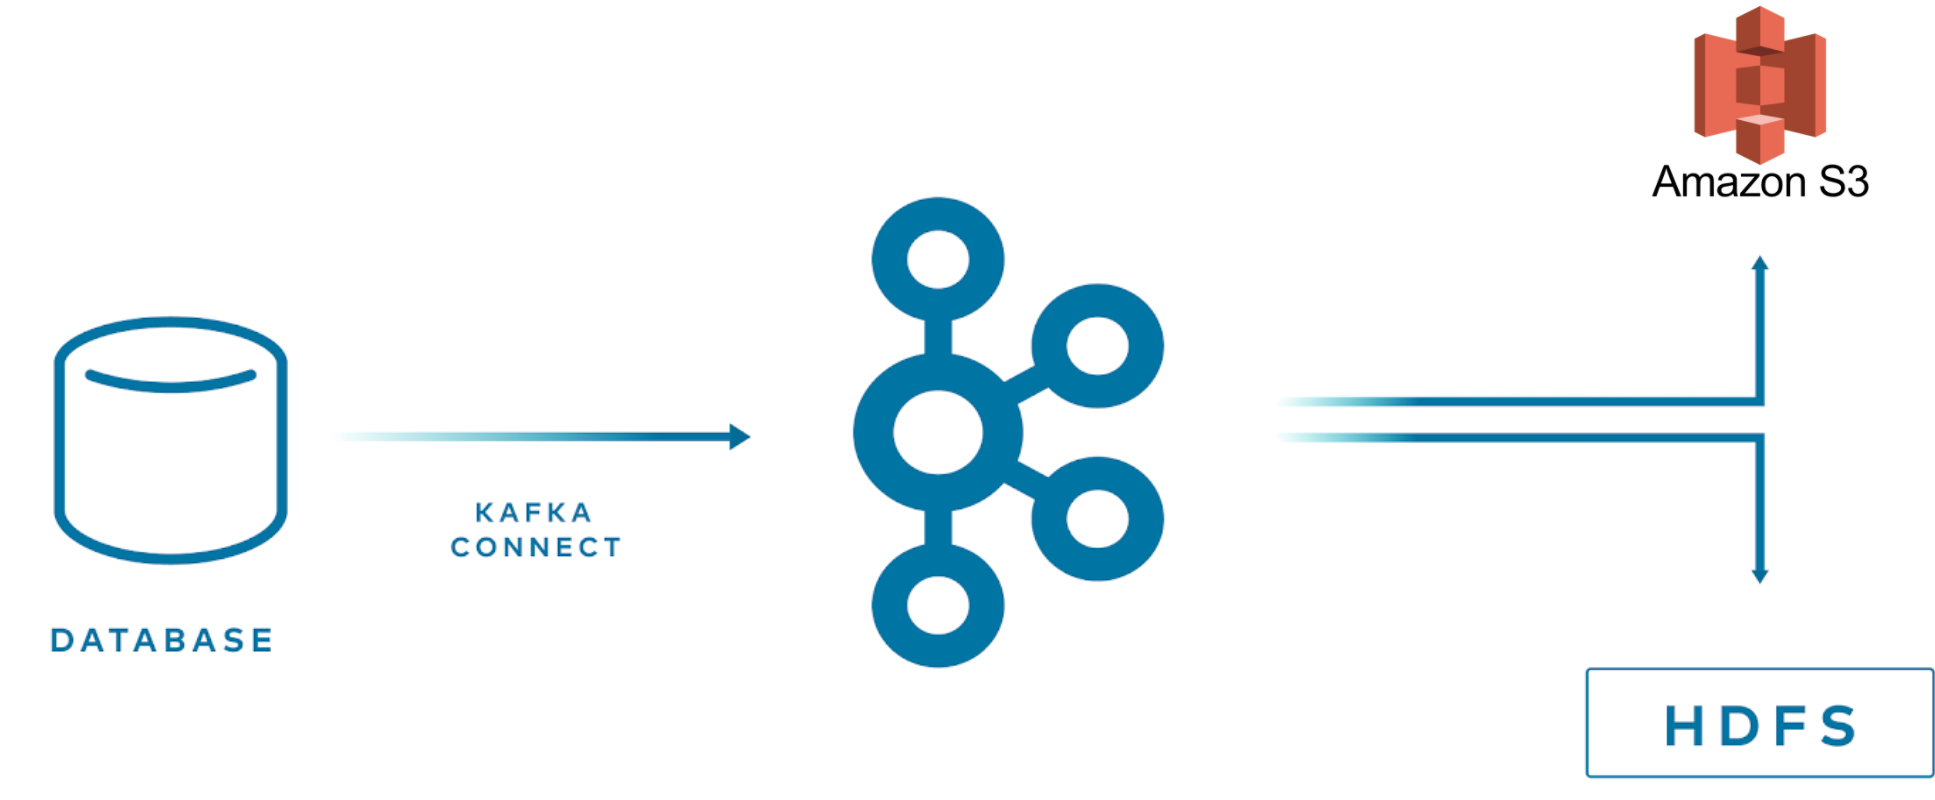 Amazon S3
KAFKA
CONNECT
DATABASE
HDFS